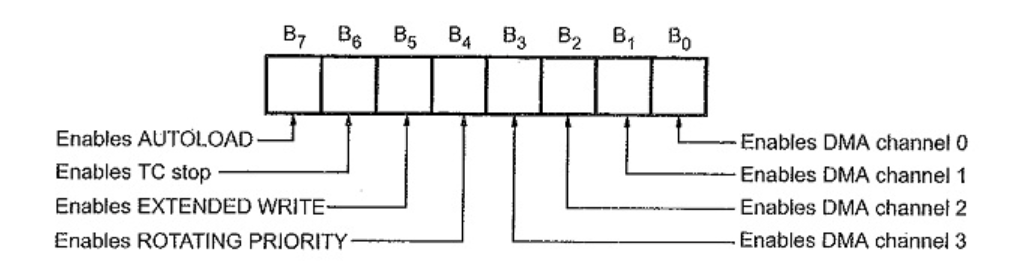 B7 B6 B5 B4 B3 B2 B1 B0
Enables AUTOLOAD
Enables DMA channel 0
Enables TC stop
Enables DMA channel 1
Enables EXTENDED WRITE
Enables DMA channel 2
Enables ROTATING PRIORITY
Enables DMA channel 3